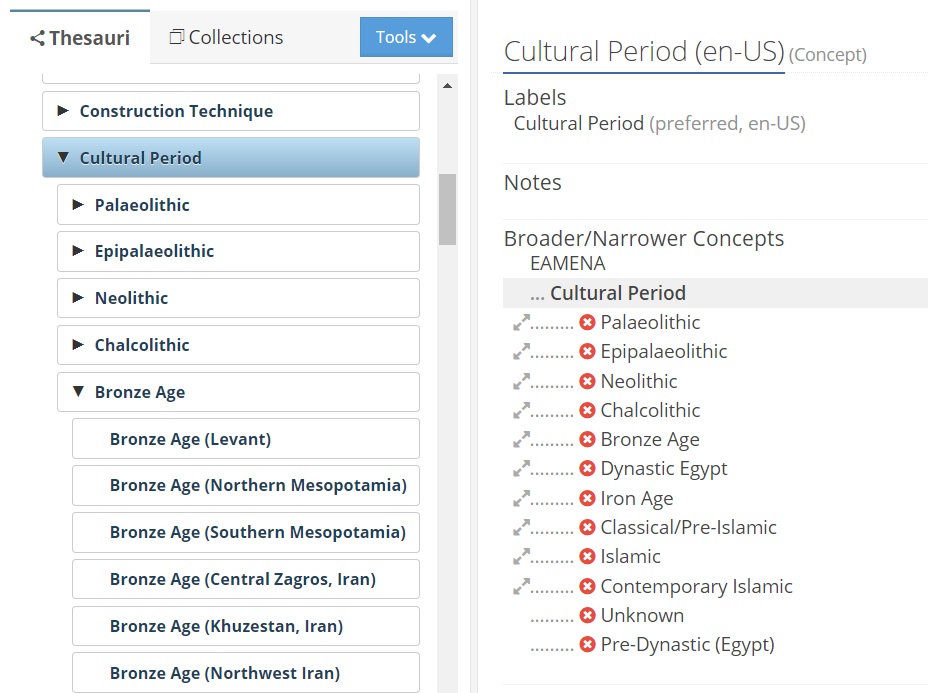 Thesauri
Collections
Tools
Construction Technique
Cultural Period
Palaeolithic
Epipalaeolithic
Neolithic
Chalcolithic
Bronze Age
Bronze Age (Levant)
Bronze Age (Northern Mesopotamia)
Bronze Age (Southern Mesopotamia)
Bronze Age (Central Zagros, Iran)
Bronze Age (Khuzestan, Iran)
Bronze Age (Northwest Iran)
Cultural Period (en-US) (Concept)
Labels
Cultural Period (preferred, en-US)
Notes
Broader/Narrower Concepts
EAMENA
... Cultural Period
......... Palaeolithic
......... Epipalaeolithic
......... Neolithic
......... Chalcolithic
......... Bronze Age
......... Dynastic Egypt
......... Iron Age
......... Classical/Pre-Islamic
......... Islamic
......... Contemporary Islamic
......... Unknown
......... Pre-Dynastic (Egypt)